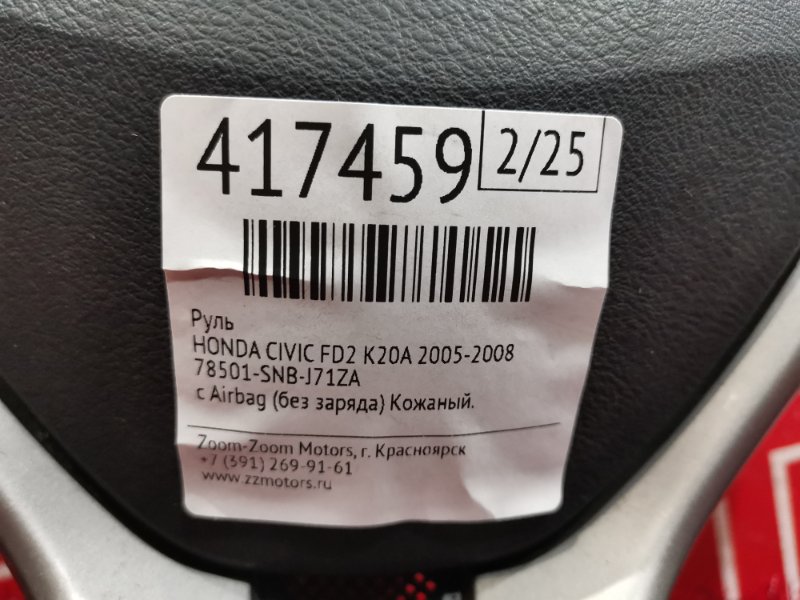 417459
2/25
Руль
HONDA CIVIC FD2 K20A 2005-2008
78501-SNB-J71ZA
с Airbag (без заряда) Кожаный.
Zoom-Zoom Motors, г. Красноярск
+7 (391) 269-91-61
www.zzmotors.ru